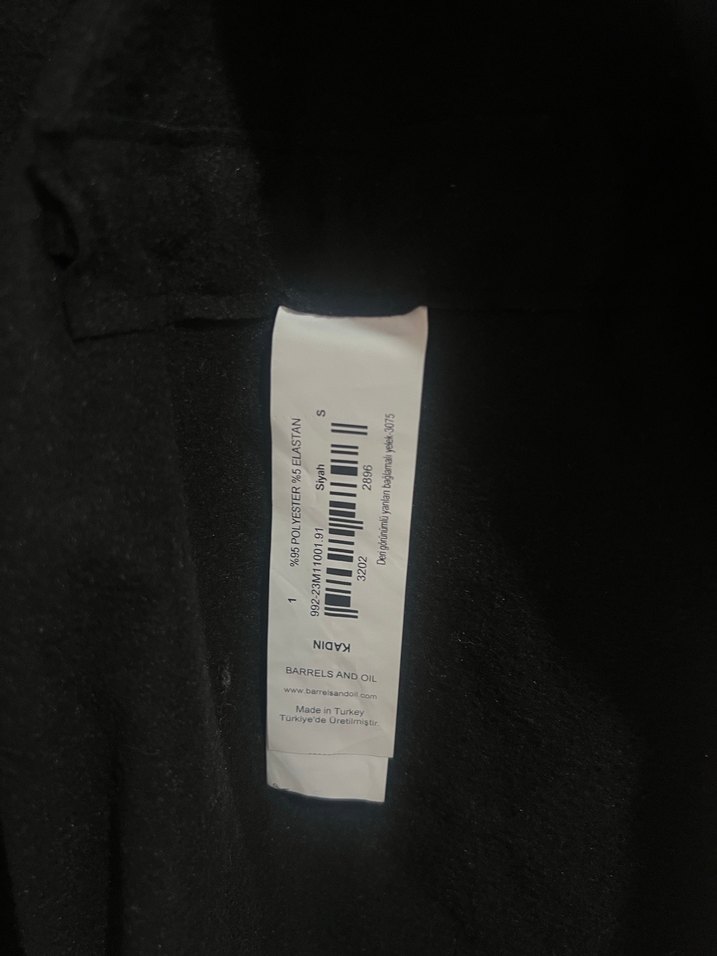 1 %95 POLYESTER %5 ELASTAN
992-23M11001.91 Siyah S
3202 2896
Deri görünümlü yanları bağlamalı yelek-3075
KADIN
BARRELS AND OIL
www.barrelsandoil.com
Made in Turkey
Türkiye'de Üretilmiştir.